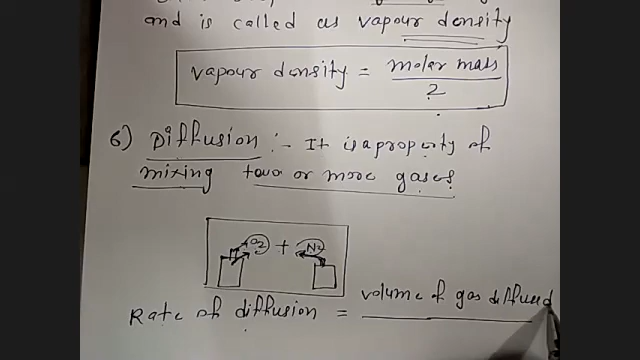 and is called as vapour density
vapour density = molar mass / 2
6) Diffusion :- It is a property of
mixing towo or more gases
O2 + N2
Rate of diffusion = volume of gas diffused